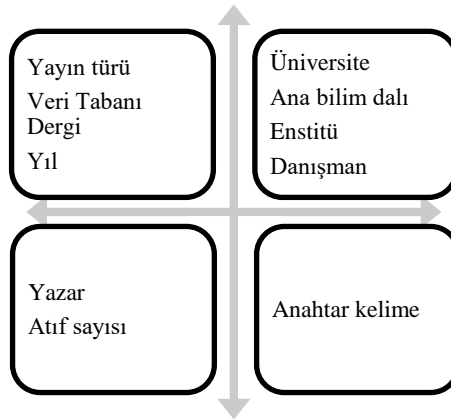 Yayın türü
Veri Tabanı
Dergi
Yıl
Üniversite
Ana bilim dalı
Enstitü
Danışman
Yazar
Atıf sayısı
Anahtar kelime